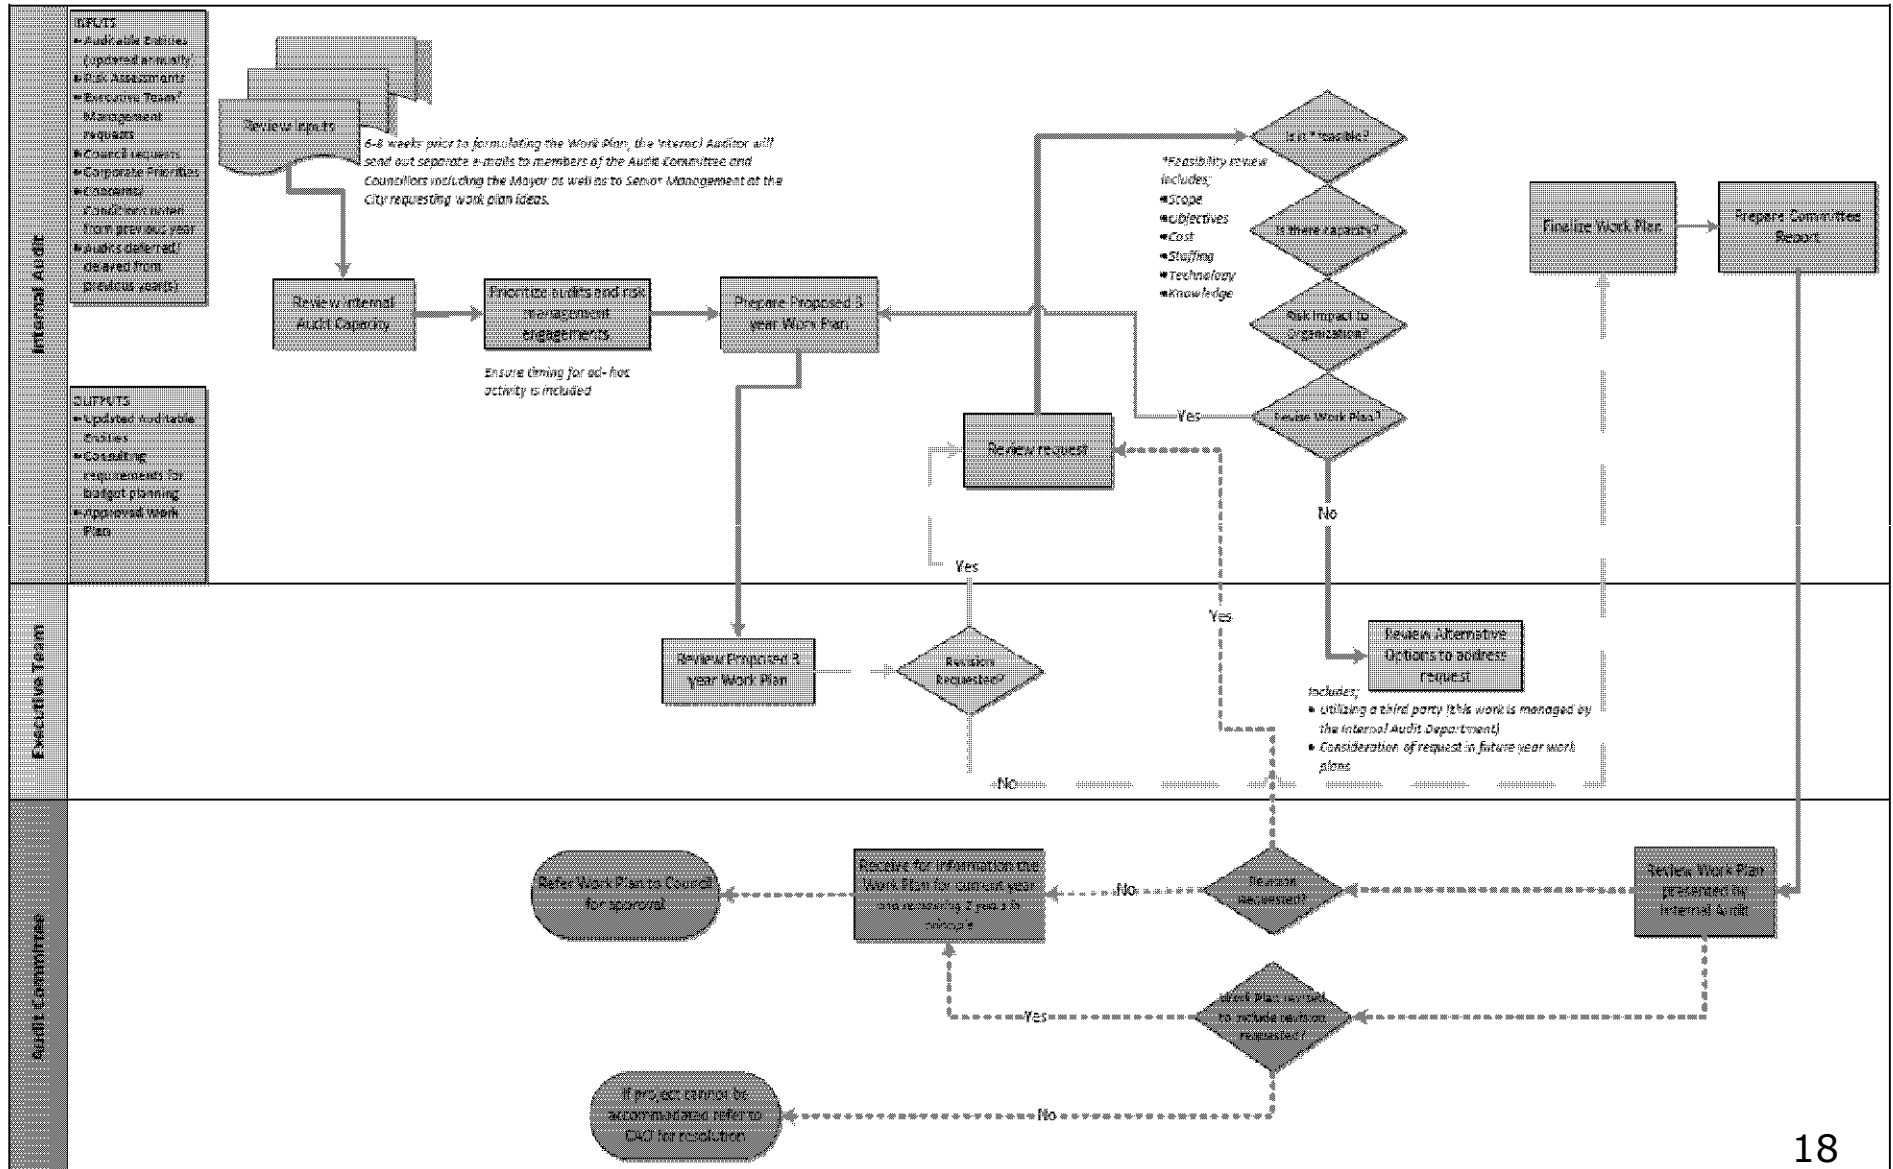 Internal Audit
INPUTS
• Auditable Entities
(updated annually)
• Risk Assessments
• Executive Team/
Management
requests
• Council requests
• Corporate Priorities
• Concerns/
Conditions noted
from previous year
• Audits deferred/
delayed from
previous year(s)
OUTPUTS
• Updated Auditable
Entities
• Consulting
requirements for
budget planning
• Approved Work
Plan
Review Inputs
6-8 weeks prior to formulating the Work Plan, the Internal Auditor will
send out separate e-mails to members of the Audit Committee and
Councillors including the Mayor as well as to Senior Management at the
City requesting work plan ideas.
Review Internal
Audit Capacity
Prioritize audits and risk
management
engagements
Ensure timing for ad-hoc
activity is included
Prepare Proposed 3
year Work Plan
Review request
Is it *feasible?
*Feasibility review
includes;
• Scope
• Objectives
• Cost
• Staffing
• Technology
• Knowledge
Is there capacity?
Risk Impact to
Organization?
Revise Work Plan?
Yes
No
Finalize Work Plan
Prepare Committee
Report
Yes
Executive Team
Review Proposed 3
year Work Plan
Revision
Requested?
Yes
Review Alternative
Options to address
request
Includes;
• Utilizing a third party (this work is managed by
the Internal Audit Department)
• Consideration of request in future year work
plans
No
Audit Committee
Refer Work Plan to Council
for approval
Receive for Information the
Work Plan for current year
and remaining 2 years in
principle
No
Revision
Requested?
Review Work Plan
presented by
Internal Audit
Yes
Work Plan revised
to include revision
requested?
If project cannot be
accommodated refer to
CAO for resolution
No
18